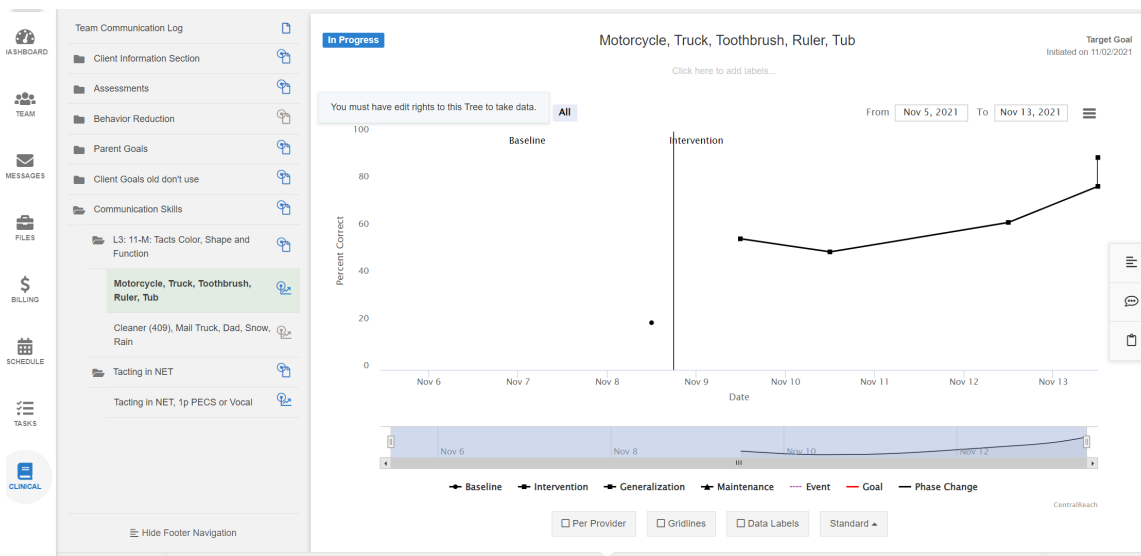 DASHBOARD
TEAM
MESSAGES
FILES
BILLING
SCHEDULE
TASKS
CLINICAL
Team Communication Log
Client Information Section
Assessments
Behavior Reduction
Parent Goals
Client Goals old don't use
Communication Skills
L3: 11-M: Tacts Color, Shape and
Function
Motorcycle, Truck, Toothbrush,
Ruler, Tub
Cleaner (409), Mail Truck, Dad, Snow,
Rain
Tacting in NET
Tacting in NET, 1p PECS or Vocal
Hide Footer Navigation
In Progress
Motorcycle, Truck, Toothbrush, Ruler, Tub
Target Goal
Initiated on 11/02/2021
Click here to add labels...
You must have edit rights to this Tree to take data.
All
From Nov 5, 2021 To Nov 13, 2021
Baseline Intervention
100
80
60
40
20
0
Percent Correct
Nov 6 Nov 7 Nov 8 Nov 9 Nov 10 Nov 11 Nov 12 Nov 13
Date
Nov 6 Nov 8 Nov 10 Nov 12
Baseline Intervention Generalization Maintenance Event Goal Phase Change
CentralReach
Per Provider Gridlines Data Labels Standard